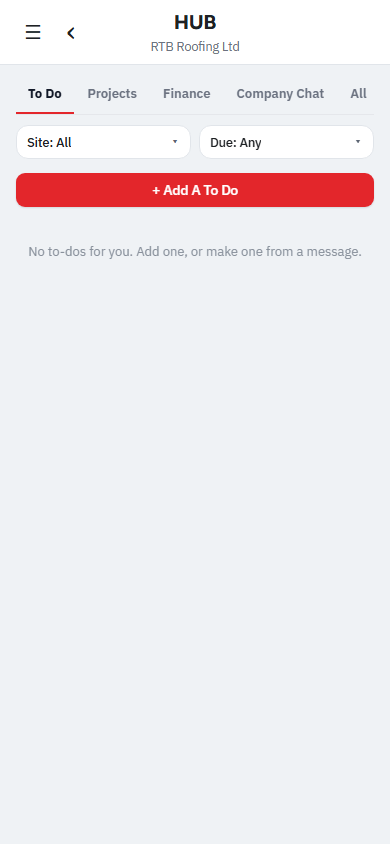 HUB
RTB Roofing Ltd
To Do
Projects
Finance
Company Chat
All
Site: All
Due: Any
+ Add A To Do
No to-dos for you. Add one, or make one from a message.